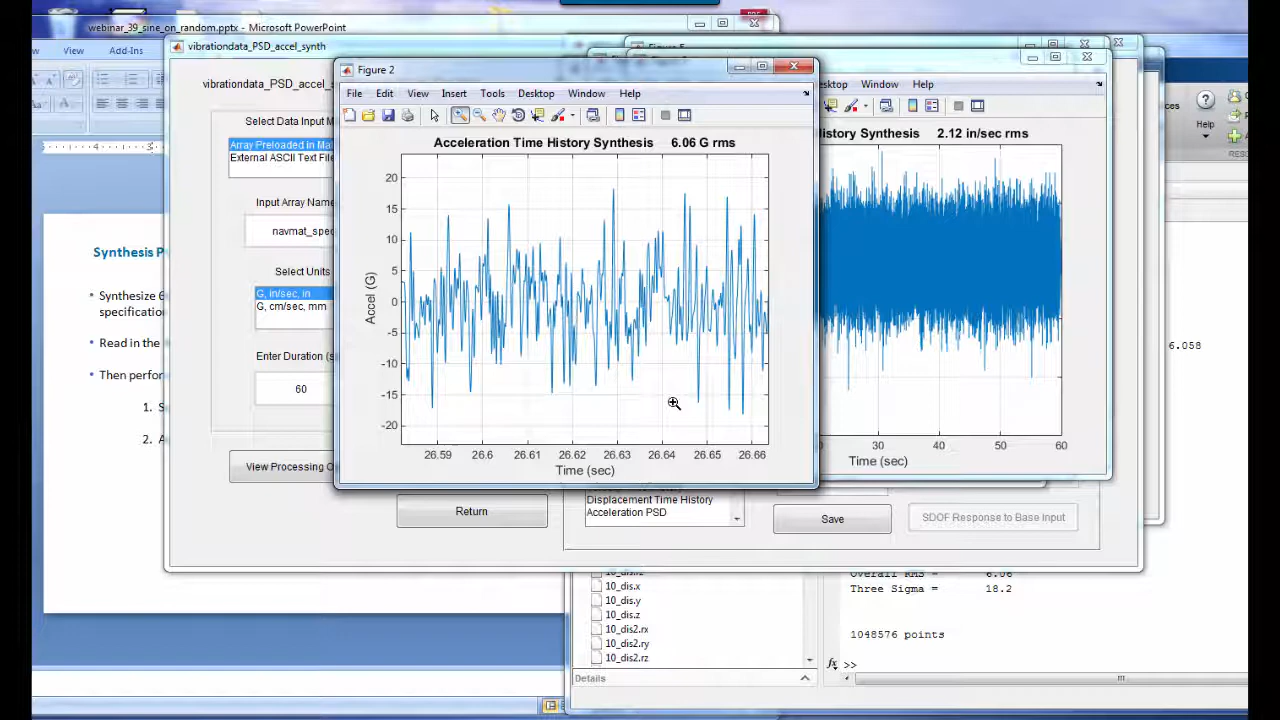 webinar_39_sine_on_random.pptx - Microsoft PowerPoint
View
Add-Ins
Synthesis P
Synthesize 6
specification
Read in the
Then perfor
1. S
2. A
vibrationdata_PSD_accel_synth
vibrationdata_PSD_accel_s
Select Data Input M
Array Preloaded in Mat
External ASCII Text File
Input Array Name
navmat_spec
Select Units
G, in/sec, in
G, cm/sec, mm
Enter Duration (s
60
View Processing O
Return
Displacement Time History
Acceleration PSD
Save
SDOF Response to Base Input
Figure 2
File Edit View Insert Tools Desktop Window Help
Acceleration Time History Synthesis 6.06 G rms
Accel (G)
20
15
10
5
0
-5
-10
-15
-20
26.59 26.6 26.61 26.62 26.63 26.64 26.65 26.66
Time (sec)
sktop Window Help
History Synthesis 2.12 in/sec rms
30 40 50 60
Time (sec)
Help
6.058
10_dis.x
10_dis.y
10_dis.z
10_dis2.rx
10_dis2.ry
10_dis2.rz
Details
Overall RMS = 6.06
Three Sigma = 18.2
1048576 points
fx >>